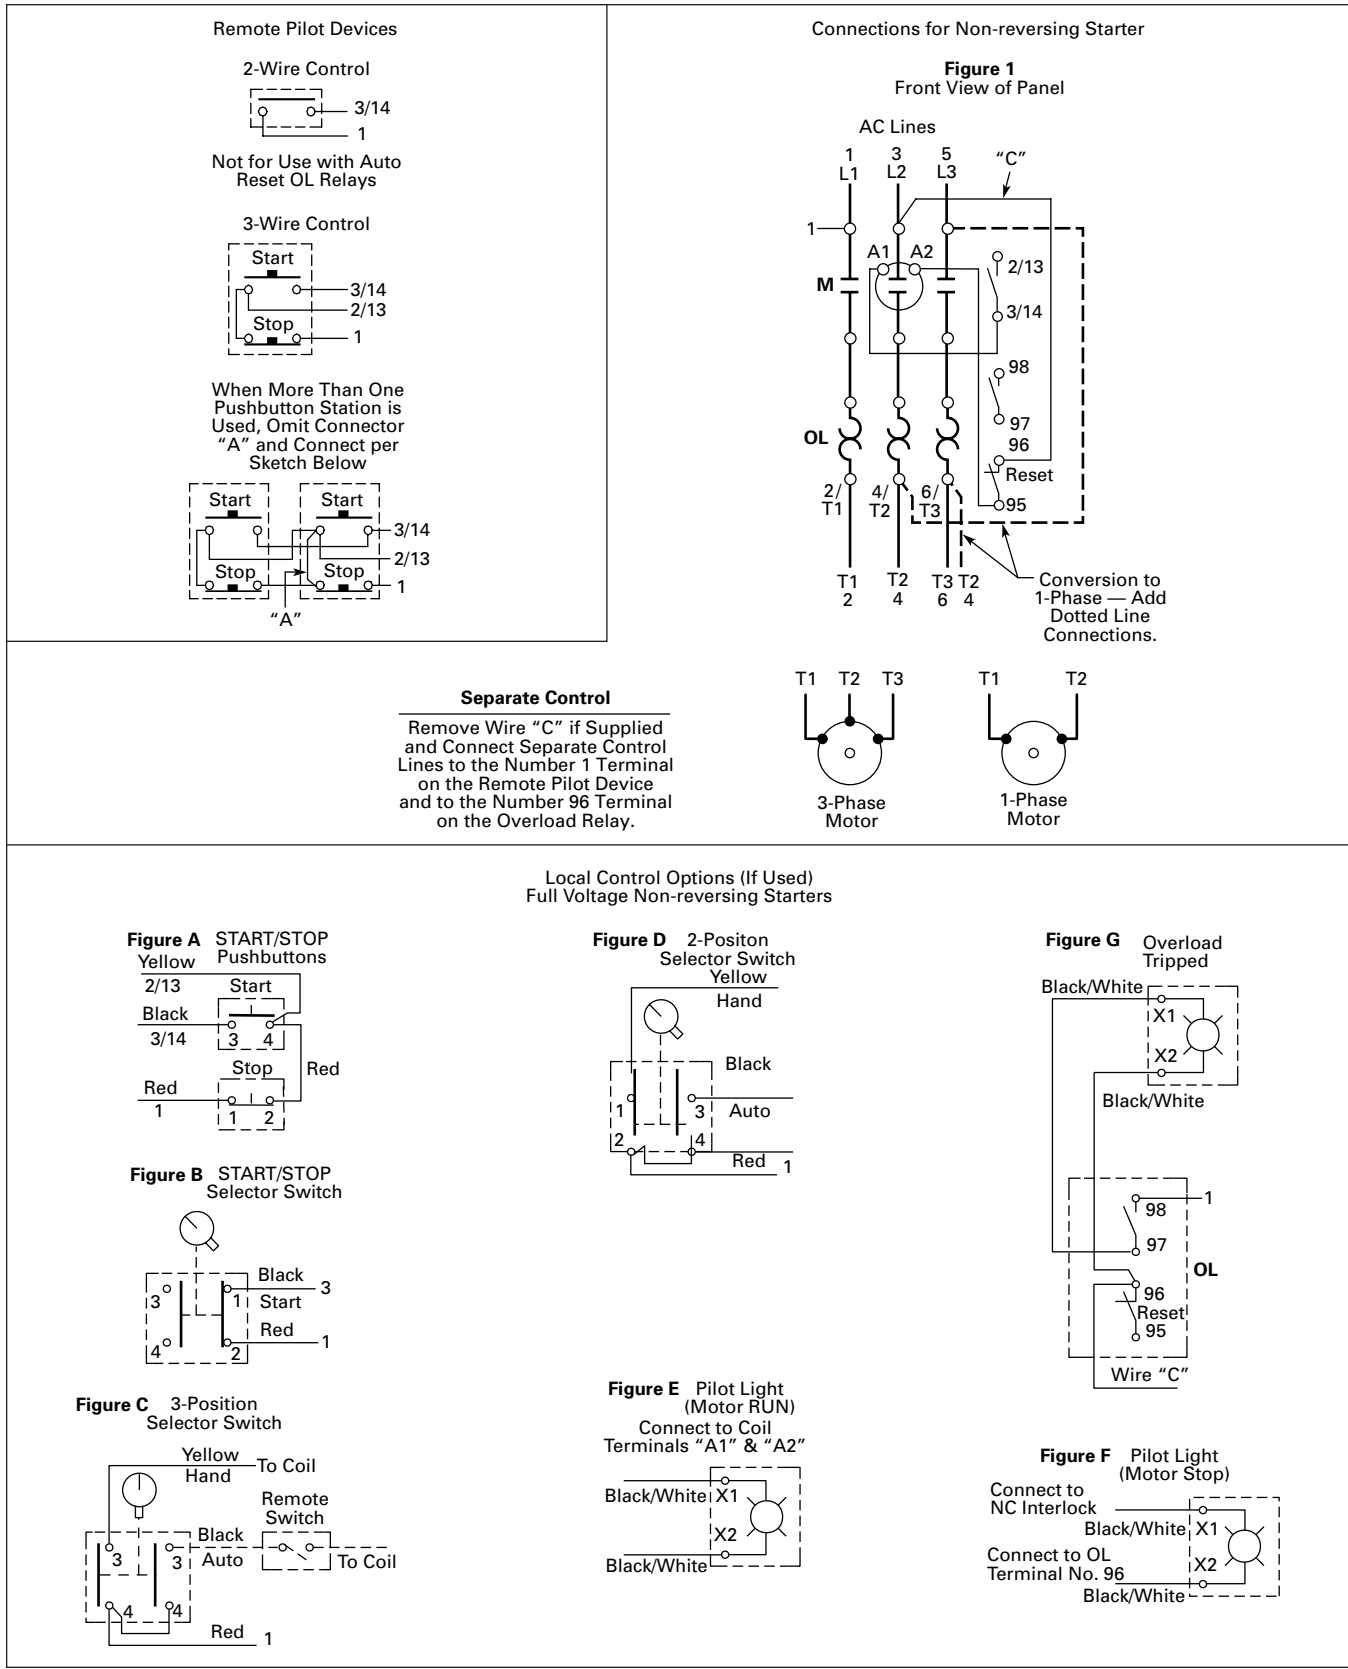 Remote Pilot Devices
2-Wire Control
3/14
1
Not for Use with Auto
Reset OL Relays
3-Wire Control
Start
3/14
2/13
Stop
1
When More Than One
Pushbutton Station is
Used, Omit Connector
“A” and Connect per
Sketch Below
Start Start
3/14
2/13
Stop Stop
1
“A”
Connections for Non-reversing Starter
Figure 1
Front View of Panel
AC Lines
1 3 5
L1 L2 L3
“C”
1
A1 A2
2/13
M
3/14
98
97
OL
96
Reset
95
2/ 4/ 6/
T1 T2 T3
T1 T2 T3 T2
2 4 6 4
Conversion to
1-Phase — Add
Dotted Line
Connections.
Separate Control
Remove Wire “C” if Supplied
and Connect Separate Control
Lines to the Number 1 Terminal
on the Remote Pilot Device
and to the Number 96 Terminal
on the Overload Relay.
T1 T2 T3
3-Phase
Motor
T1 T2
1-Phase
Motor
Local Control Options (If Used)
Full Voltage Non-reversing Starters
Figure A START/STOP
Pushbuttons
Yellow
2/13
Start
Black
3/14
3 4
Stop
Red
Red
1
1 2
Figure B START/STOP
Selector Switch
Black
3
3 1
Start
Red
1
4 2
Figure C 3-Position
Selector Switch
Yellow
To Coil
Hand
Remote
Switch
Black
3 3
Auto
To Coil
4 4
Red
1
Figure D 2-Positon
Selector Switch
Yellow
Hand
Black
1 3
Auto
2 4
Red
1
Figure E Pilot Light
(Motor RUN)
Connect to Coil
Terminals “A1” & “A2”
Black/White X1
X2
Black/White
Figure G Overload
Tripped
Black/White
X1
X2
Black/White
1
98
97
OL
96
Reset
95
Wire “C”
Figure F Pilot Light
(Motor Stop)
Connect to
NC Interlock
Black/White X1
Connect to OL
Terminal No. 96
X2
Black/White